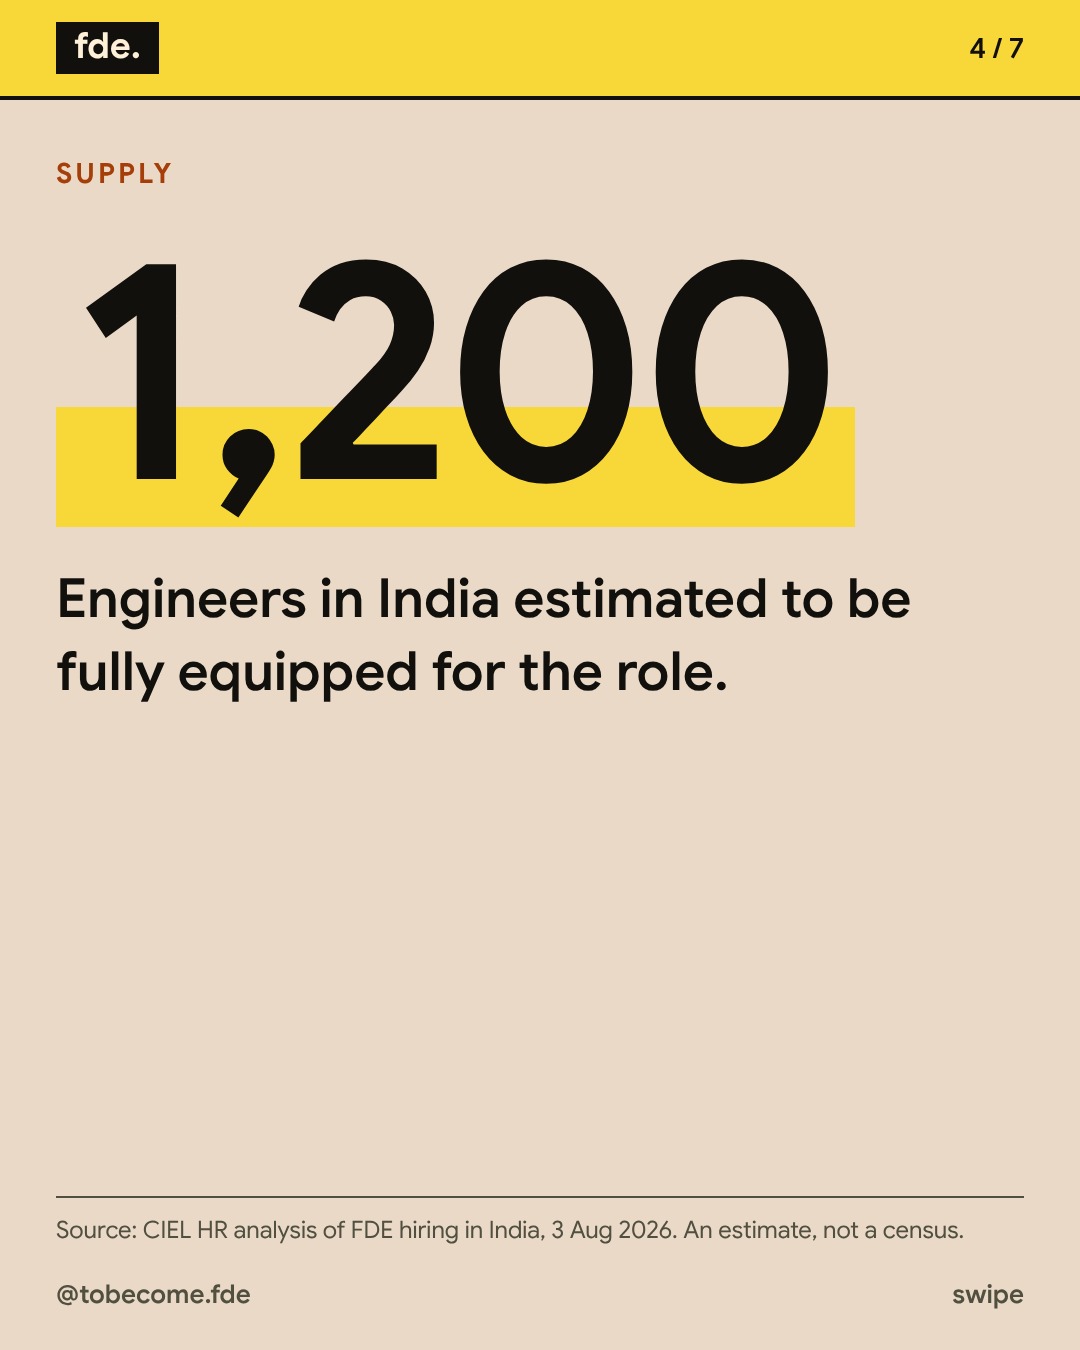 fde.
4 / 7
SUPPLY
1,200
Engineers in India estimated to be
fully equipped for the role.
Source: CIEL HR analysis of FDE hiring in India, 3 Aug 2026. An estimate, not a census.
@tobecome.fde
swipe